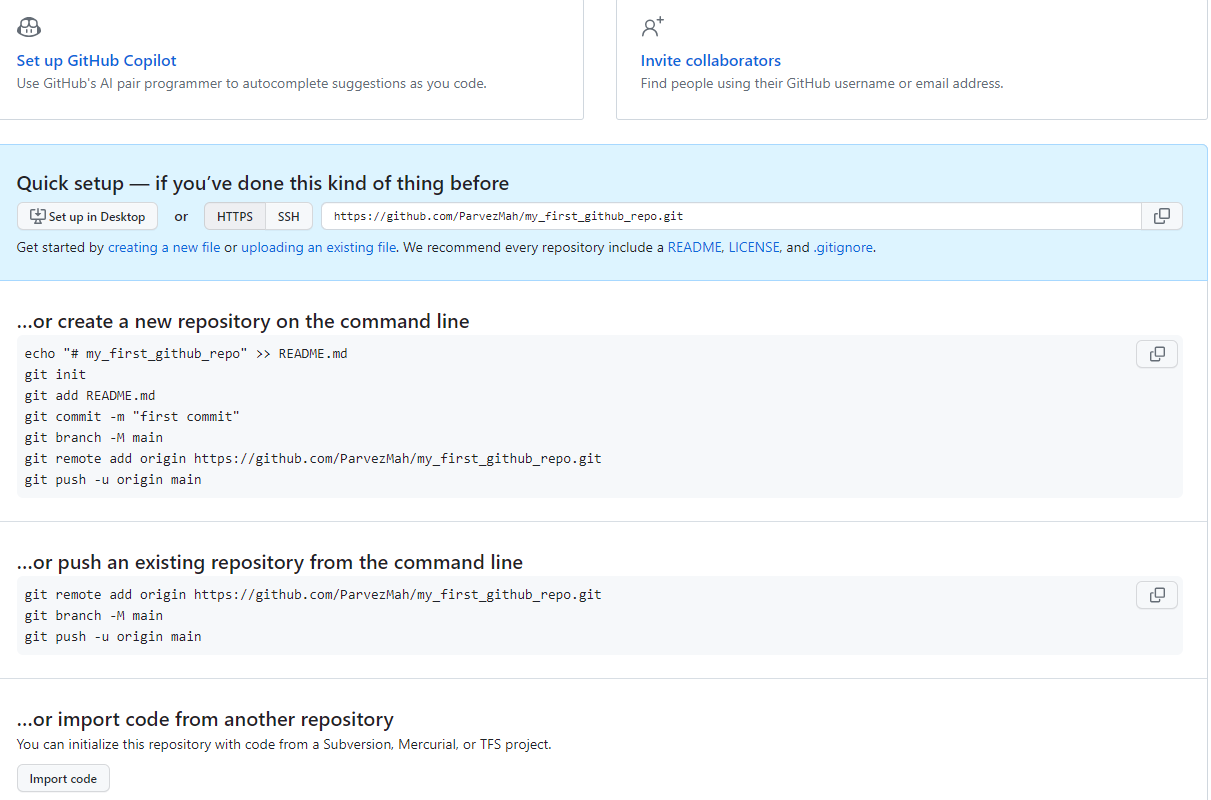 Set up GitHub Copilot
Use GitHub's AI pair programmer to autocomplete suggestions as you code.
Invite collaborators
Find people using their GitHub username or email address.
Quick setup — if you’ve done this kind of thing before
Set up in Desktop or HTTPS SSH https://github.com/ParvezMah/my_first_github_repo.git
Get started by creating a new file or uploading an existing file. We recommend every repository include a README, LICENSE, and .gitignore.
…or create a new repository on the command line
echo "# my_first_github_repo" >> README.md
git init
git add README.md
git commit -m "first commit"
git branch -M main
git remote add origin https://github.com/ParvezMah/my_first_github_repo.git
git push -u origin main
…or push an existing repository from the command line
git remote add origin https://github.com/ParvezMah/my_first_github_repo.git
git branch -M main
git push -u origin main
…or import code from another repository
You can initialize this repository with code from a Subversion, Mercurial, or TFS project.
Import code